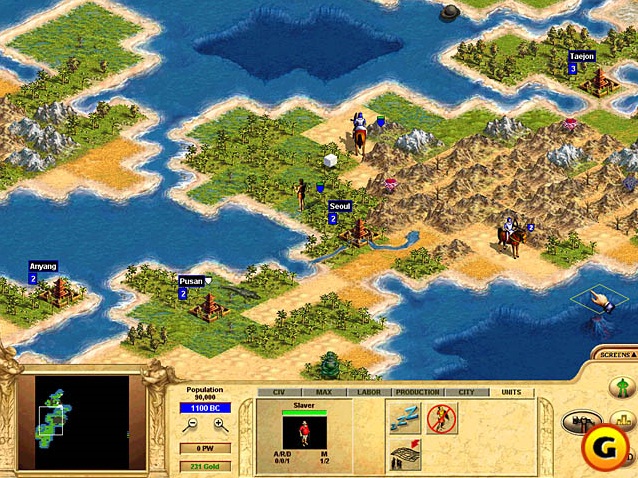 Taejon
3
Seoul
2
2
Anyang
2
Pusan
2
SCREENS
Population
90,000
1100 BC
0 PW
231 Gold
CIV MAX LABOR PRODUCTION CITY UNITS
Slaver
A/R/D M
0/0/1 1/2
G